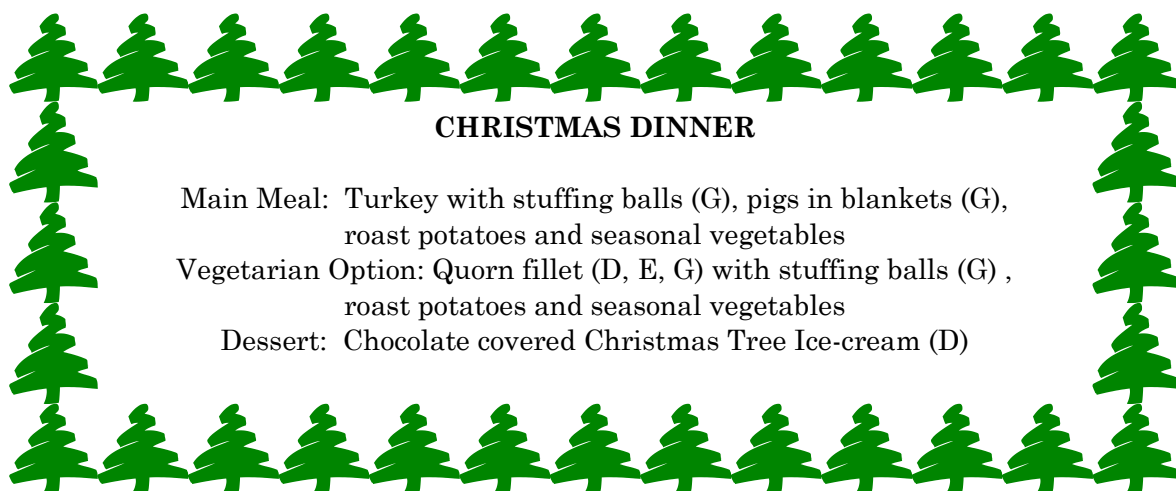 CHRISTMAS DINNER
Main Meal:  Turkey with stuffing balls (G), pigs in blankets (G),
roast potatoes and seasonal vegetables
Vegetarian Option: Quorn fillet (D, E, G) with stuffing balls (G) ,
roast potatoes and seasonal vegetables
Dessert:  Chocolate covered Christmas Tree Ice-cream (D)